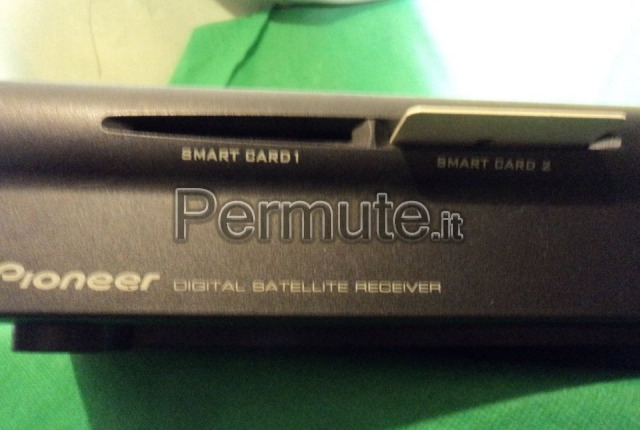 SMART CARD 1
SMART CARD 2
Permute.it
Pioneer DIGITAL SATELLITE RECEIVER